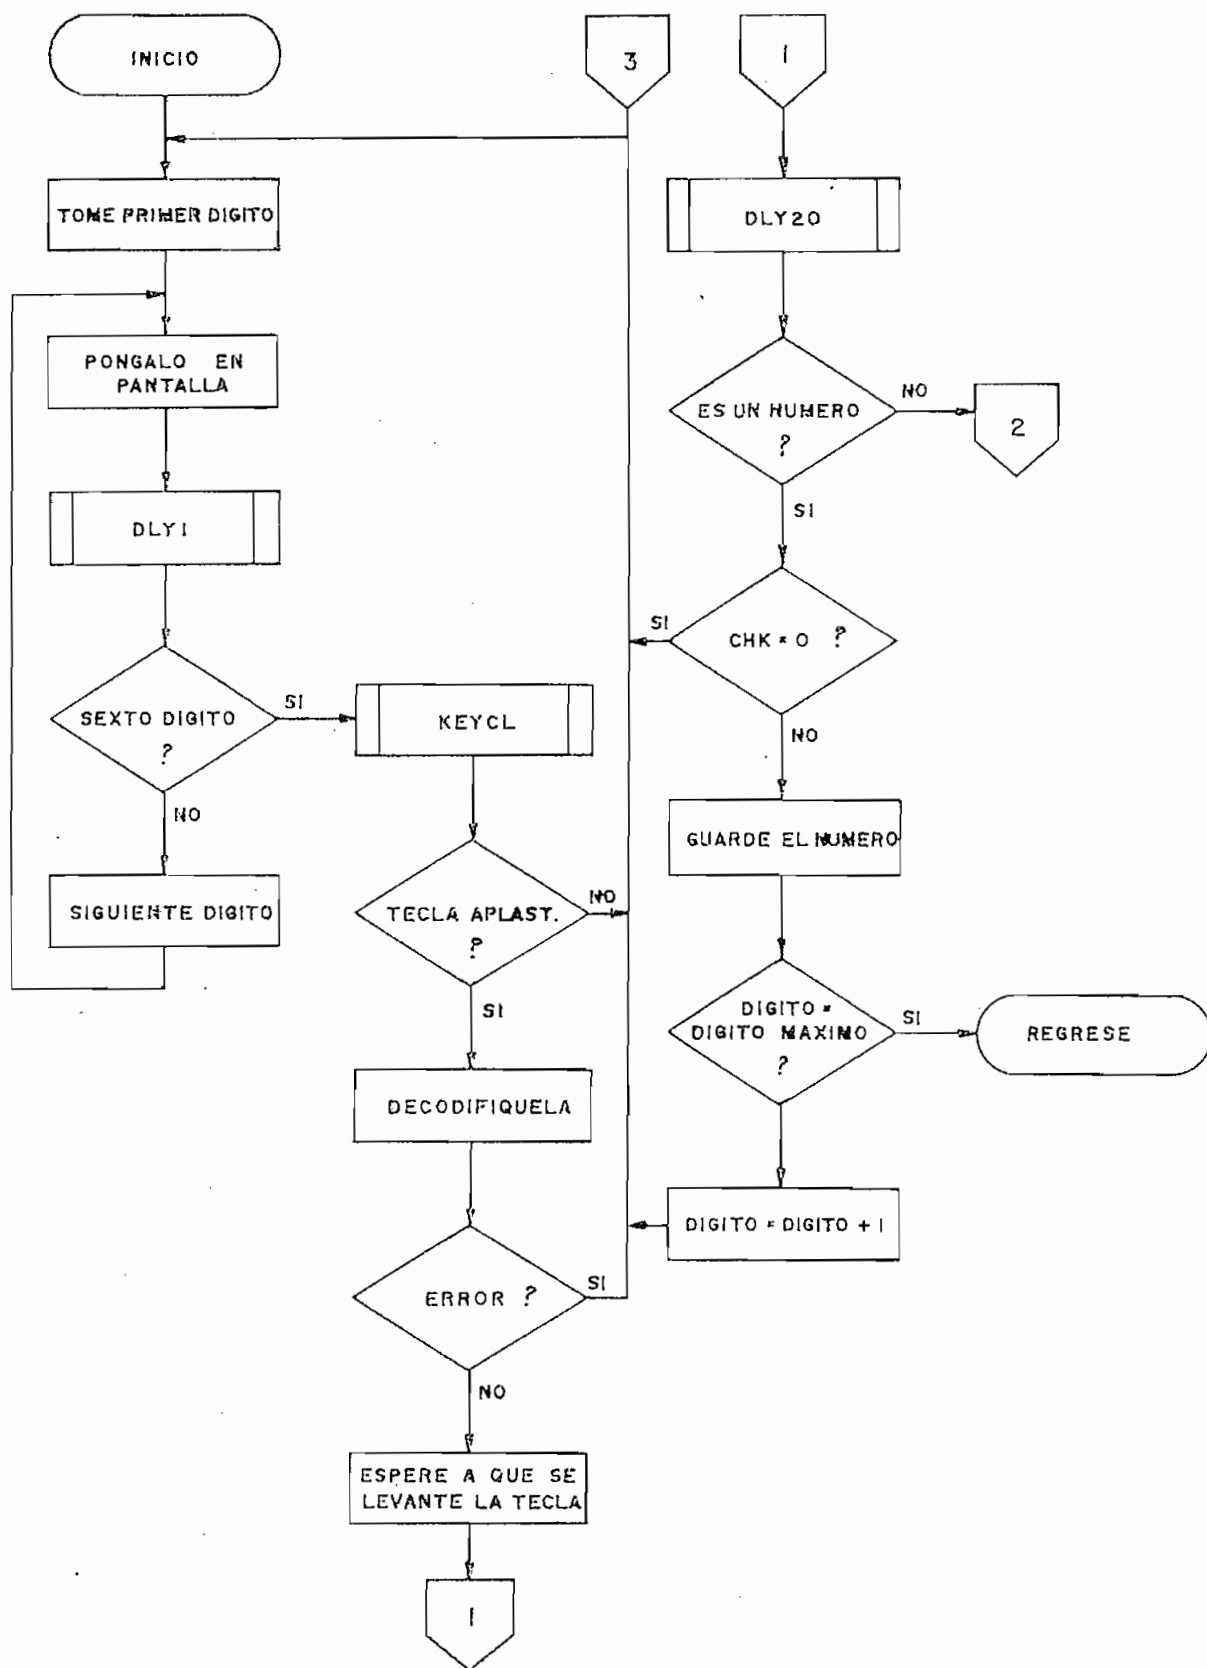 INICIO
TOME PRIMER DIGITO
PONGALO EN
PANTALLA
DLY1
SEXTO DIGITO
?
SI
NO
SIGUIENTE DIGITO
KEYCL
TECLA APLAST.
?
NO
SI
DECODIFIQUELA
ERROR ?
SI
NO
ESPERE A QUE SE
LEVANTE LA TECLA
1
3
1
DLY20
ES UN NUMERO
?
NO
2
SI
CHK = 0 ?
SI
NO
GUARDE EL NUMERO
DIGITO =
DIGITO MAXIMO
?
SI
REGRESE
DIGITO = DIGITO + 1